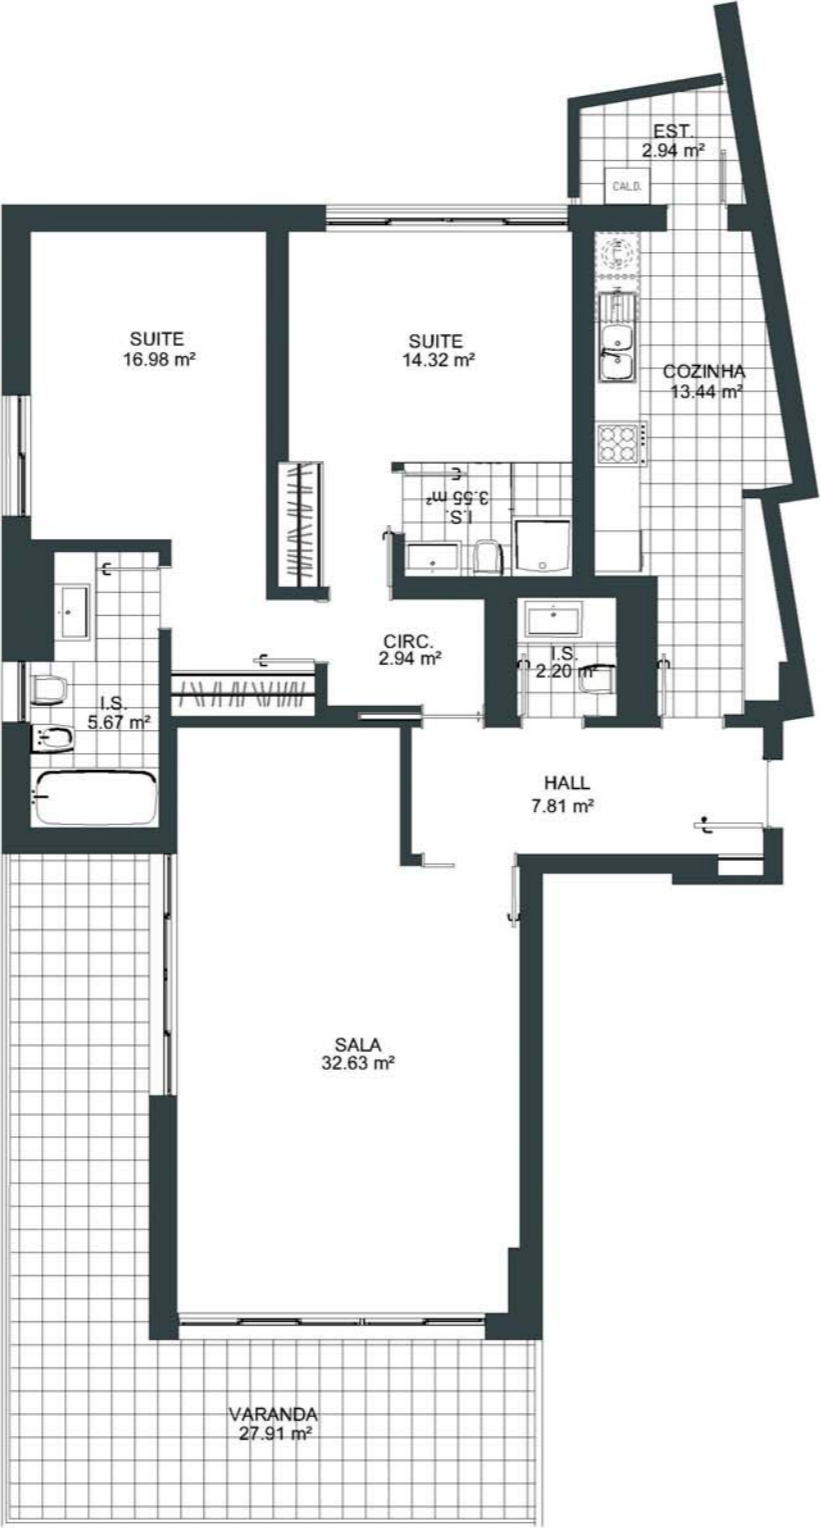 EST.
2.94 m²
CALD.
SUITE
16.98 m²
SUITE
14.32 m²
COZINHA
13.44 m²
I.S.
3.55 m²
CIRC.
2.94 m²
I.S.
2.20 m²
I.S.
5.67 m²
HALL
7.81 m²
SALA
32.63 m²
VARANDA
27.91 m²